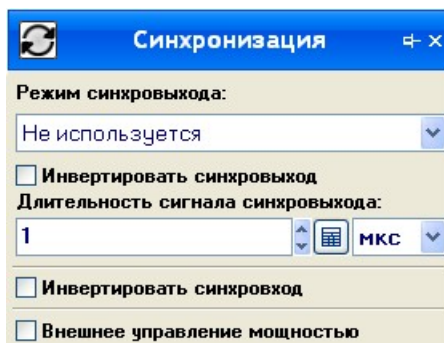 Синхронизация
Режим синхровыхода:
Не используется
Инвертировать синхровыход
Длительность сигнала синхровыхода:
1 мкс
Инвертировать синхровход
Внешнее управление мощностью